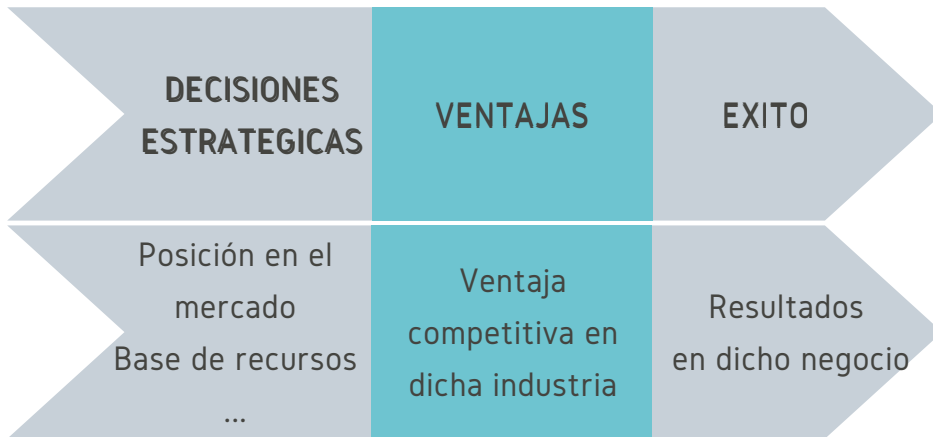 DECISIONES
ESTRATEGICAS
VENTAJAS
EXITO
Posición en el
mercado
Base de recursos
...
Ventaja
competitiva en
dicha industria
Resultados
en dicho negocio